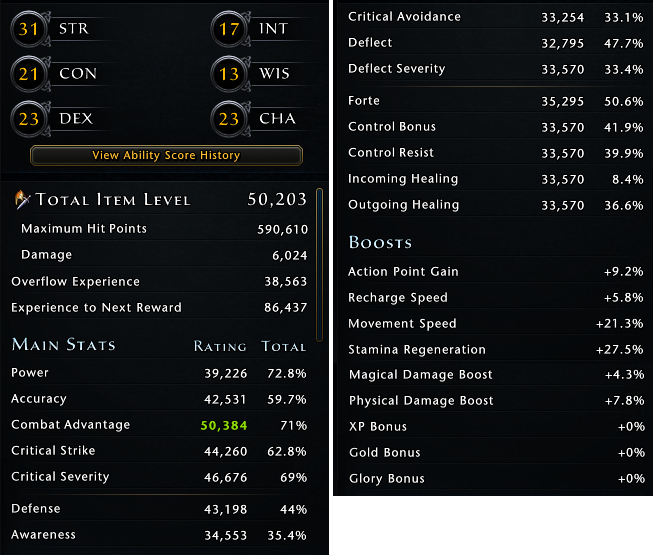 31 STR 17 INT
21 CON 13 WIS
23 DEX 23 CHA
View Ability Score History
Total Item Level 50,203
Maximum Hit Points 590,610
Damage 6,024
Overflow Experience 38,563
Experience to Next Reward 86,437
Main Stats Rating Total
Power 39,226 72.8%
Accuracy 42,531 59.7%
Combat Advantage 50,384 71%
Critical Strike 44,260 62.8%
Critical Severity 46,676 69%
Defense 43,198 44%
Awareness 34,553 35.4%
Critical Avoidance 33,254 33.1%
Deflect 32,795 47.7%
Deflect Severity 33,570 33.4%
Forte 35,295 50.6%
Control Bonus 33,570 41.9%
Control Resist 33,570 39.9%
Incoming Healing 33,570 8.4%
Outgoing Healing 33,570 36.6%
Boosts
Action Point Gain +9.2%
Recharge Speed +5.8%
Movement Speed +21.3%
Stamina Regeneration +27.5%
Magical Damage Boost +4.3%
Physical Damage Boost +7.8%
XP Bonus +0%
Gold Bonus +0%
Glory Bonus +0%